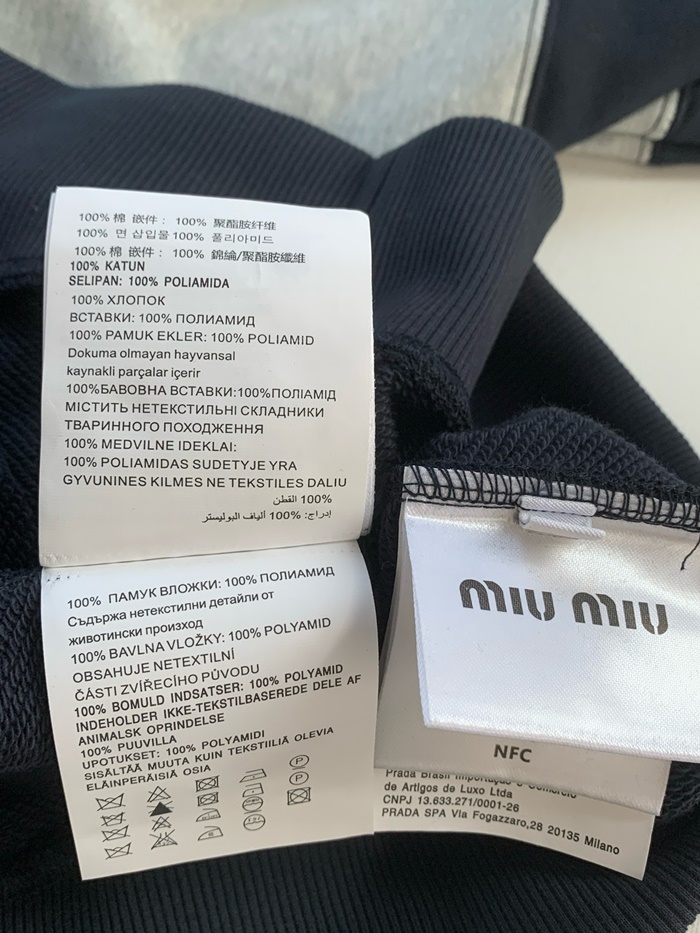 100% 棉 嵌件： 100% 聚酯胺纤维
100% 면 삽입물 100% 폴리아미드
100% 棉 嵌件： 100% 錦綸/聚酯胺纖維
100% KATUN
SELIPAN: 100% POLIAMIDA
100% ХЛОПОК
ВСТАВКИ: 100% ПОЛИАМИД
100% PAMUK EKLER: 100% POLIAMID
Dokuma olmayan hayvansal
kaynakli parçalar içerir
100%БАВОВНА ВСТАВКИ:100%ПОЛІАМІД
МІСТИТЬ НЕТЕКСТИЛЬНІ СКЛАДНИКИ
ТВАРИННОГО ПОХОДЖЕННЯ
100% MEDVILNE IDEKLAI:
100% POLIAMIDAS SUDETYJE YRA
GYVUNINES KILMES NE TEKSTILES DALIU
100% القطن
إدراج: 100% ألياف البوليستر
100% ПАМУК ВЛОЖКИ: 100% ПОЛИАМИД
Съдържа нетекстилни детайли от
животински произход
100% BAVLNA VLOŽKY: 100% POLYAMID
OBSAHUJE NETEXTILNÍ
ČÁSTI ZVÍŘECÍHO PŮVODU
100% BOMULD INDSATSER: 100% POLYAMID
INDEHOLDER IKKE-TEKSTILBASEREDE DELE AF
ANIMALSK OPRINDELSE
100% PUUVILLA
UPOTUKSET: 100% POLYAMIDI
SISÄLTÄÄ MUUTA KUIN TEKSTIILIÄ OLEVIA
ELÄINPERÄISIÄ OSIA
P
P
miu miu
NFC
Prada Brasil Importação e Comércio
de Artigos de Luxo Ltda
CNPJ 13.633.271/0001-26
PRADA SPA Via Fogazzaro,28 20135 Milano